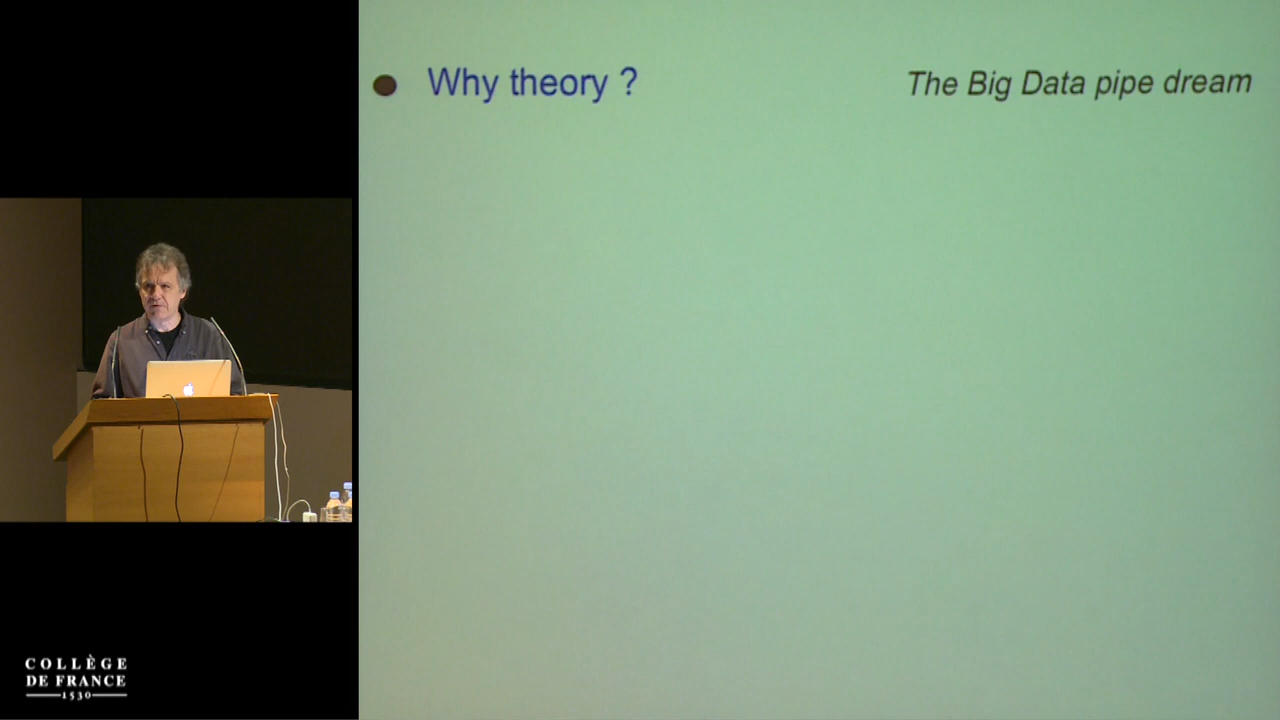 Why theory ?
The Big Data pipe dream
COLLÈGE
DE FRANCE
1530